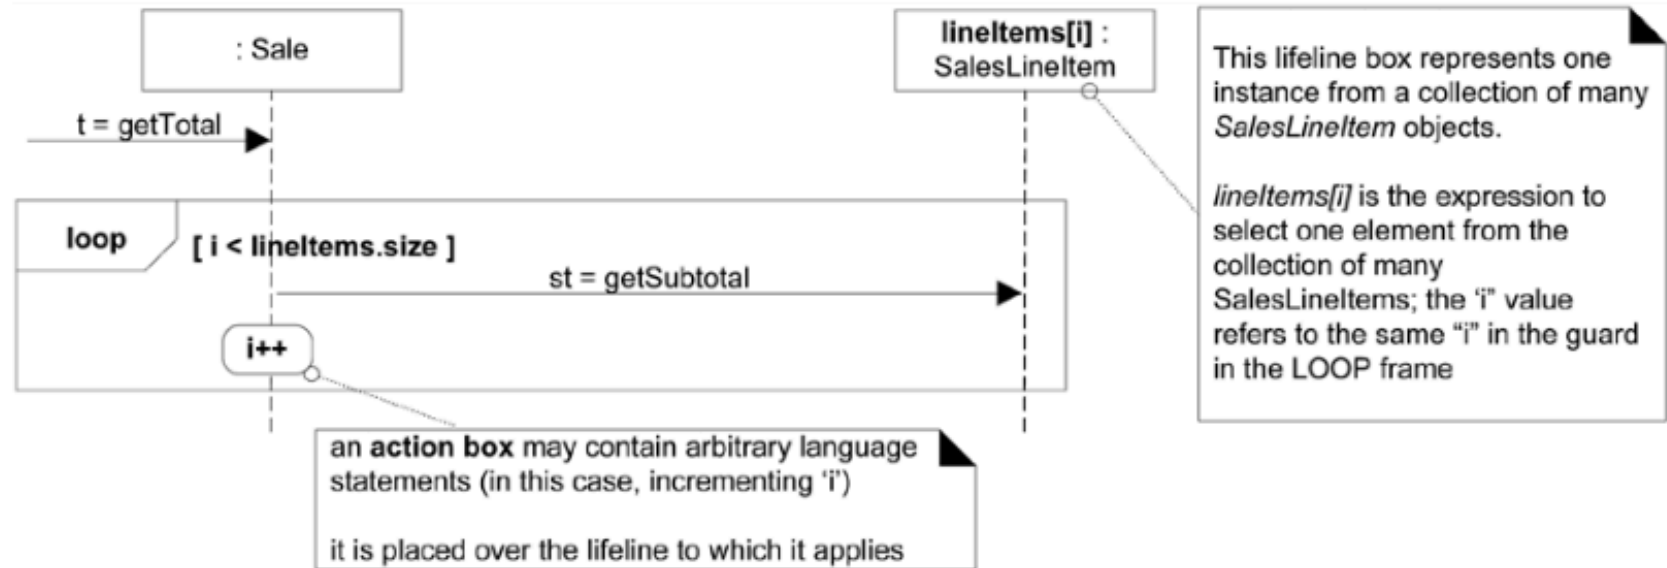 : Sale
lineItems[i] :
SalesLineItem
t = getTotal
loop
[ i < lineItems.size ]
st = getSubtotal
i++
an action box may contain arbitrary language
statements (in this case, incrementing ‘i’)
it is placed over the lifeline to which it applies
This lifeline box represents one
instance from a collection of many
SalesLineItem objects.
lineItems[i] is the expression to
select one element from the
collection of many
SalesLineItems; the ‘i” value
refers to the same “i” in the guard
in the LOOP frame